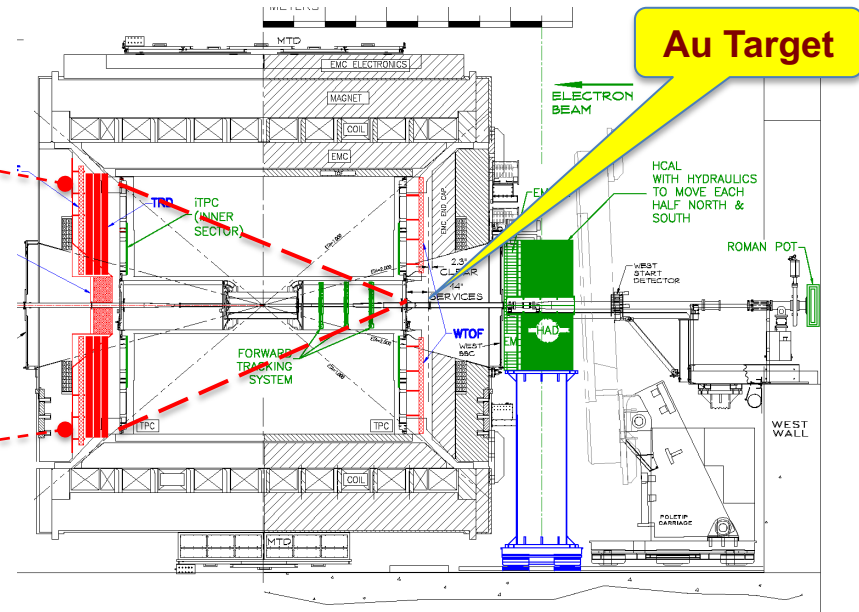 METERS
MTD
Au Target
EMC ELECTRONICS
MAGNET
ELECTRON
BEAM
COIL
EMC
HCAL
WITH HYDRAULICS
TO MOVE EACH
HALF NORTH &
SOUTH
TRD
iTPC
(INNER
SECTOR)
EMC END CAP
ROMAN POT
2.3"
CLEAR
14"
SERVICES
WEST
START
DETECTOR
WTOF
WEST
BBC
EM
HAD
FORWARD
TRACKING
SYSTEM
TPC
TPC
WEST
WALL
COIL
POLETIP
CARRIAGE
MTD